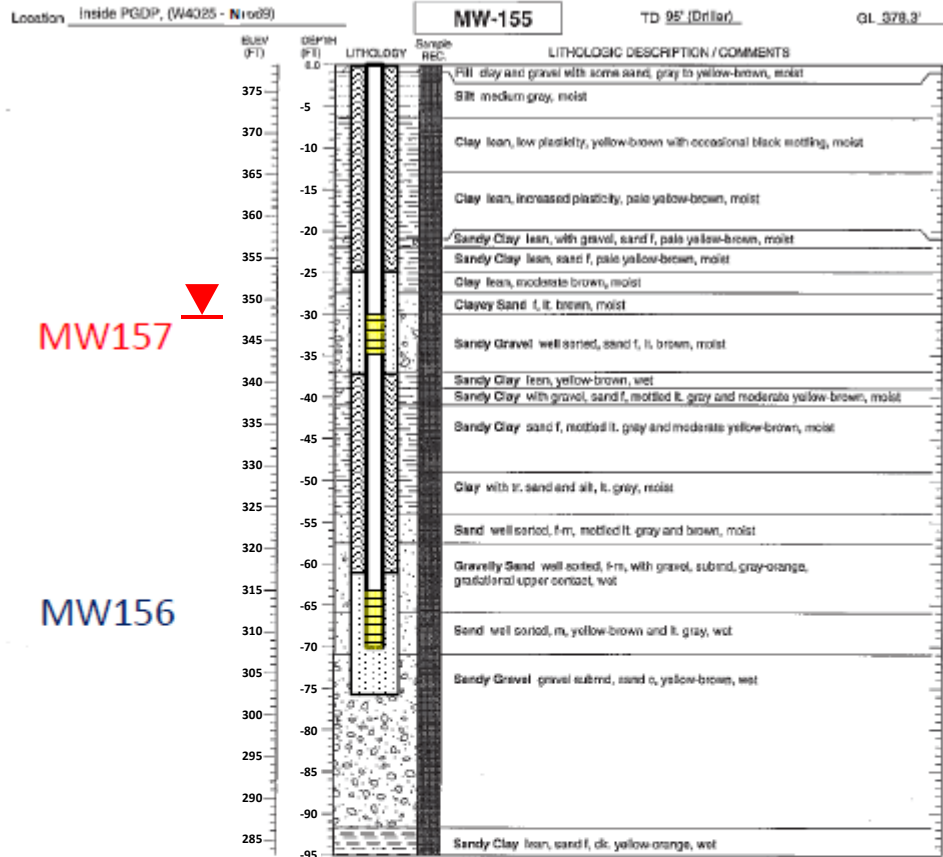 Location Inside PGDP, (W4025 -
MW-155
TD 95' (Driller)
GL 378.3'
ELEV (FT)
DEPTH (FT)
LITHOLOGY
Sample REC.
LITHOLOGIC DESCRIPTION / COMMENTS
0.0
Fill clay and gravel with some sand, gray to yellow-brown, moist
375
Silt medium gray, moist
-5
370
-10
Clay lean, low plasticity, yellow-brown with occasional black mottling, moist
365
-15
Clay lean, increased plasticity, pale yellow-brown, moist
360
-20
Sandy Clay lean, with gravel, sand f, pale yellow-brown, moist
355
Sandy Clay lean, sand f, pale yellow-brown, moist
-25
Clay lean, moderate brown, moist
350
Clayey Sand f, lt. brown, moist
-30
MW157
345
Sandy Gravel well sorted, sand f, lt. brown, moist
-35
340
Sandy Clay lean, yellow-brown, wet
-40
Sandy Clay with gravel, sand f, mottled lt. gray and moderate yellow-brown, moist
335
Sandy Clay sand f, mottled lt. gray and moderate yellow-brown, moist
-45
330
-50
Clay with tr. sand and silt, lt. gray, moist
325
-55
Sand well sorted, f-m, mottled lt. gray and brown, moist
320
-60
Gravelly Sand well sorted, f-m, with gravel, subrnd, gray-orange,
gradational upper contact, wet
315
MW156
-65
310
Sand well sorted, m, yellow-brown and lt. gray, wet
-70
305
Sandy Gravel gravel subrnd, sand c, yellow-brown, wet
-75
300
-80
295
-85
290
-90
285
Sandy Clay lean, sand f, dk. yellow-orange, wet
-95